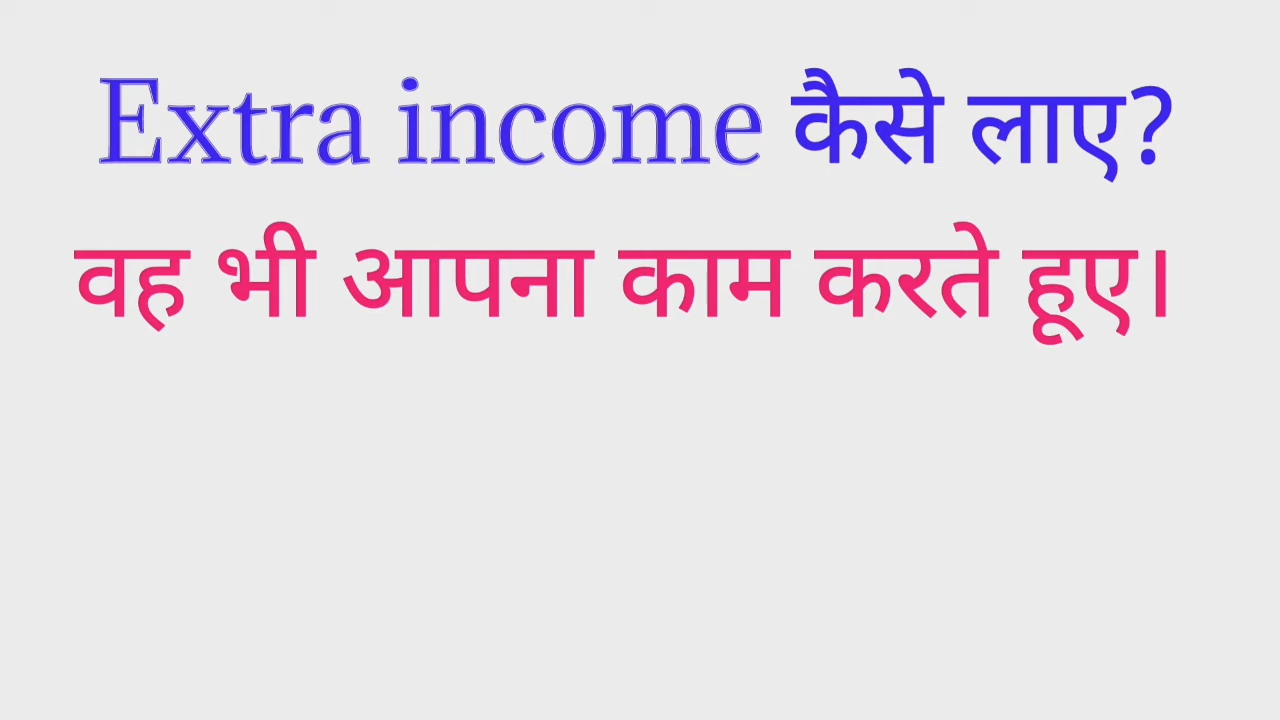 Extra income कैसे लाए?
वह भी आपना काम करते हूए।